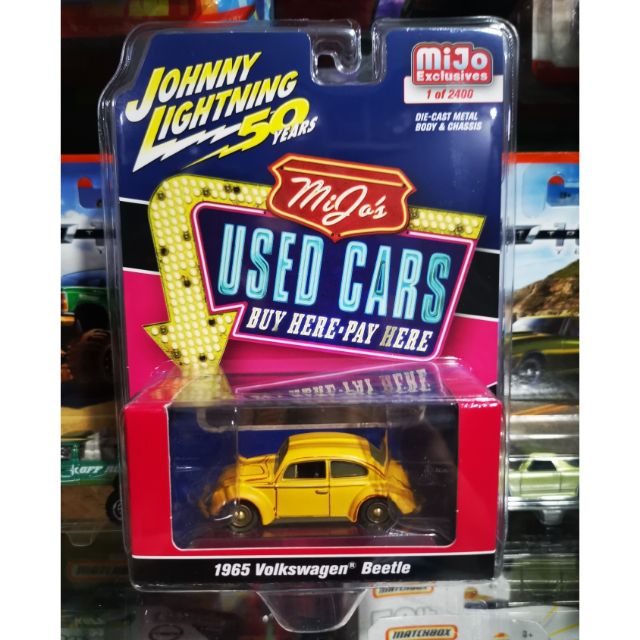 JOHNNY
LIGHTNING
50
YEARS
MiJo
Exclusives
1 of 2400
DIE-CAST METAL
BODY & CHASSIS
MiJo's
USED CARS
BUY HERE-PAY HERE
1965 Volkswagen® Beetle
MATCHBOX
MATCHBOX